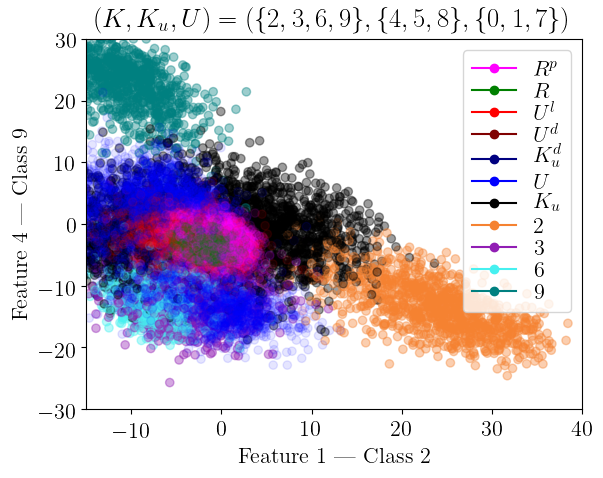 (K, K_u, U) = ({2, 3, 6, 9}, {4, 5, 8}, {0, 1, 7})
30
20
10
0
−10
−20
−30
Feature 4 — Class 9
R^p
R
U^l
U^d
K_u^d
U
K_u
2
3
6
9
−10 0 10 20 30 40
Feature 1 — Class 2